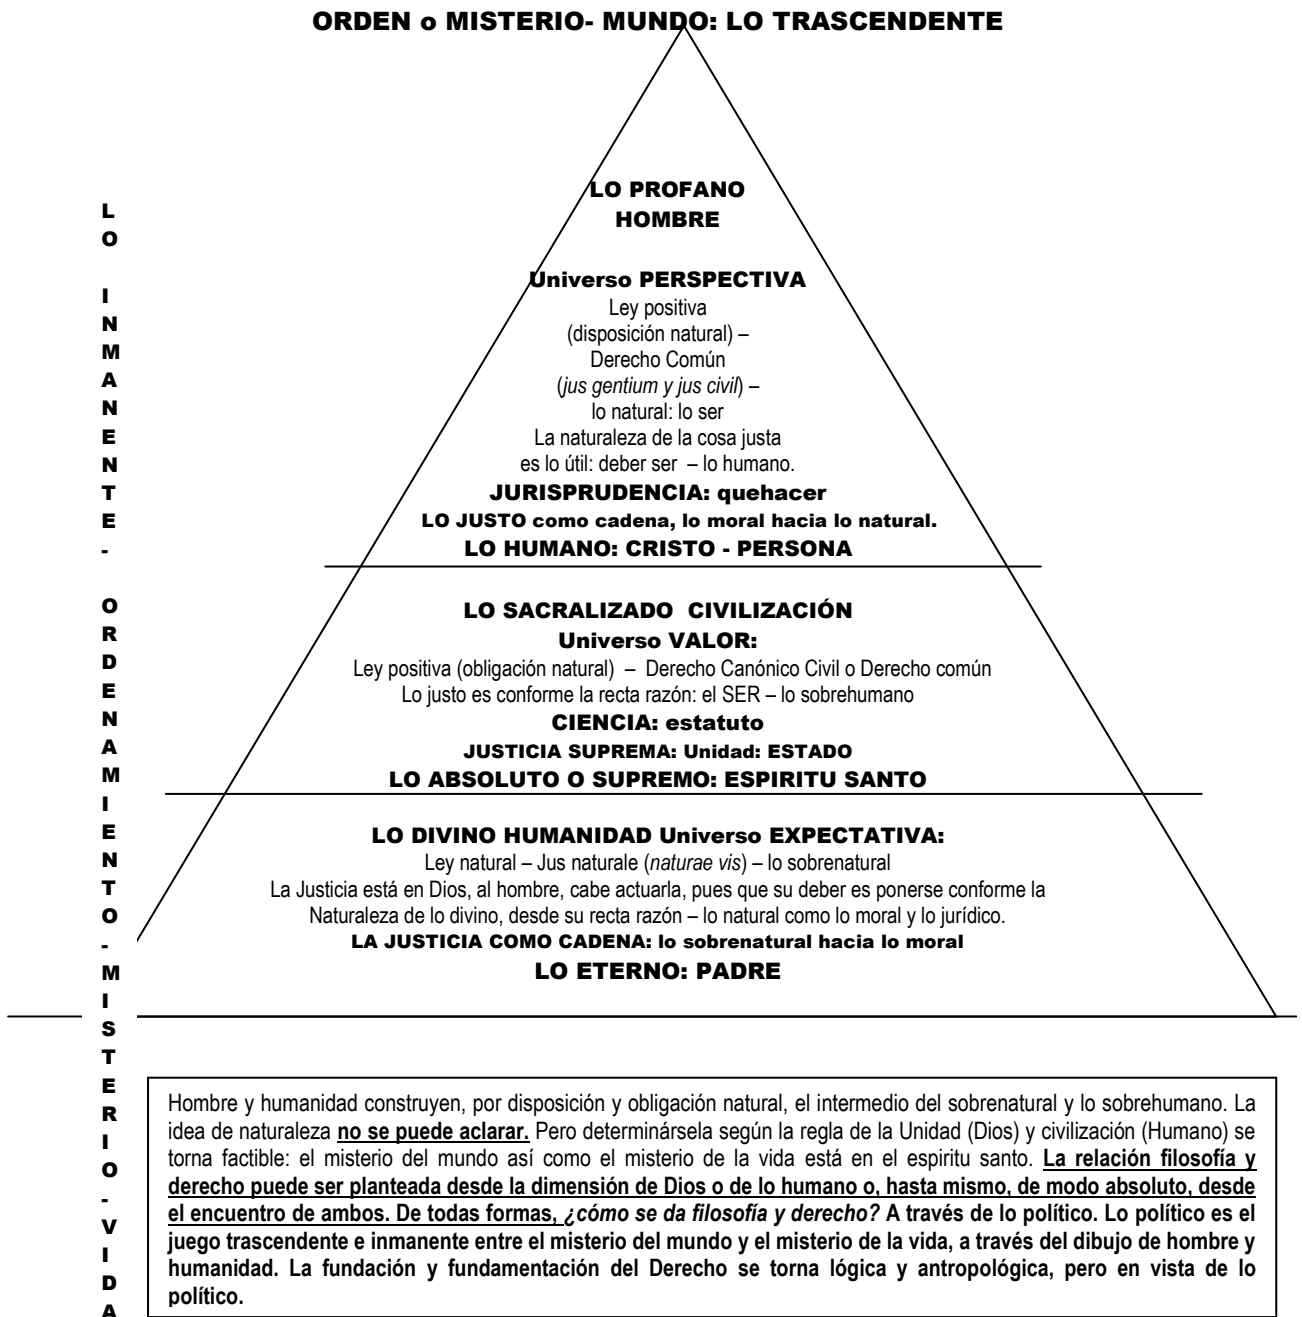 ORDEN o MISTERIO- MUNDO: LO TRASCENDENTE
LO INMANENTE - ORDENAMIENTO - MISTERIO - VIDA
LO PROFANO
HOMBRE
Universo PERSPECTIVA
Ley positiva
(disposición natural) –
Derecho Común
(jus gentium y jus civil) –
lo natural: lo ser
La naturaleza de la cosa justa
es lo útil: deber ser – lo humano.
JURISPRUDENCIA: quehacer
LO JUSTO como cadena, lo moral hacia lo natural.
LO HUMANO: CRISTO - PERSONA
LO SACRALIZADO CIVILIZACIÓN
Universo VALOR:
Ley positiva (obligación natural) – Derecho Canónico Civil o Derecho común
Lo justo es conforme la recta razón: el SER – lo sobrehumano
CIENCIA: estatuto
JUSTICIA SUPREMA: Unidad: ESTADO
LO ABSOLUTO O SUPREMO: ESPIRITU SANTO
LO DIVINO HUMANIDAD Universo EXPECTATIVA:
Ley natural – Jus naturale (naturae vis) – lo sobrenatural
La Justicia está en Dios, al hombre, cabe actuarla, pues que su deber es ponerse conforme la
Naturaleza de lo divino, desde su recta razón – lo natural como lo moral y lo jurídico.
LA JUSTICIA COMO CADENA: lo sobrenatural hacia lo moral
LO ETERNO: PADRE
Hombre y humanidad construyen, por disposición y obligación natural, el intermedio del sobrenatural y lo sobrehumano. La
idea de naturaleza no se puede aclarar. Pero determinársela según la regla de la Unidad (Dios) y civilización (Humano) se
torna factible: el misterio del mundo así como el misterio de la vida está en el espiritu santo. La relación filosofía y
derecho puede ser planteada desde la dimensión de Dios o de lo humano o, hasta mismo, de modo absoluto, desde
el encuentro de ambos. De todas formas, ¿cómo se da filosofía y derecho? A través de lo político. Lo político es el
juego trascendente e inmanente entre el misterio del mundo y el misterio de la vida, a través del dibujo de hombre y
humanidad. La fundación y fundamentación del Derecho se torna lógica y antropológica, pero en vista de lo
político.